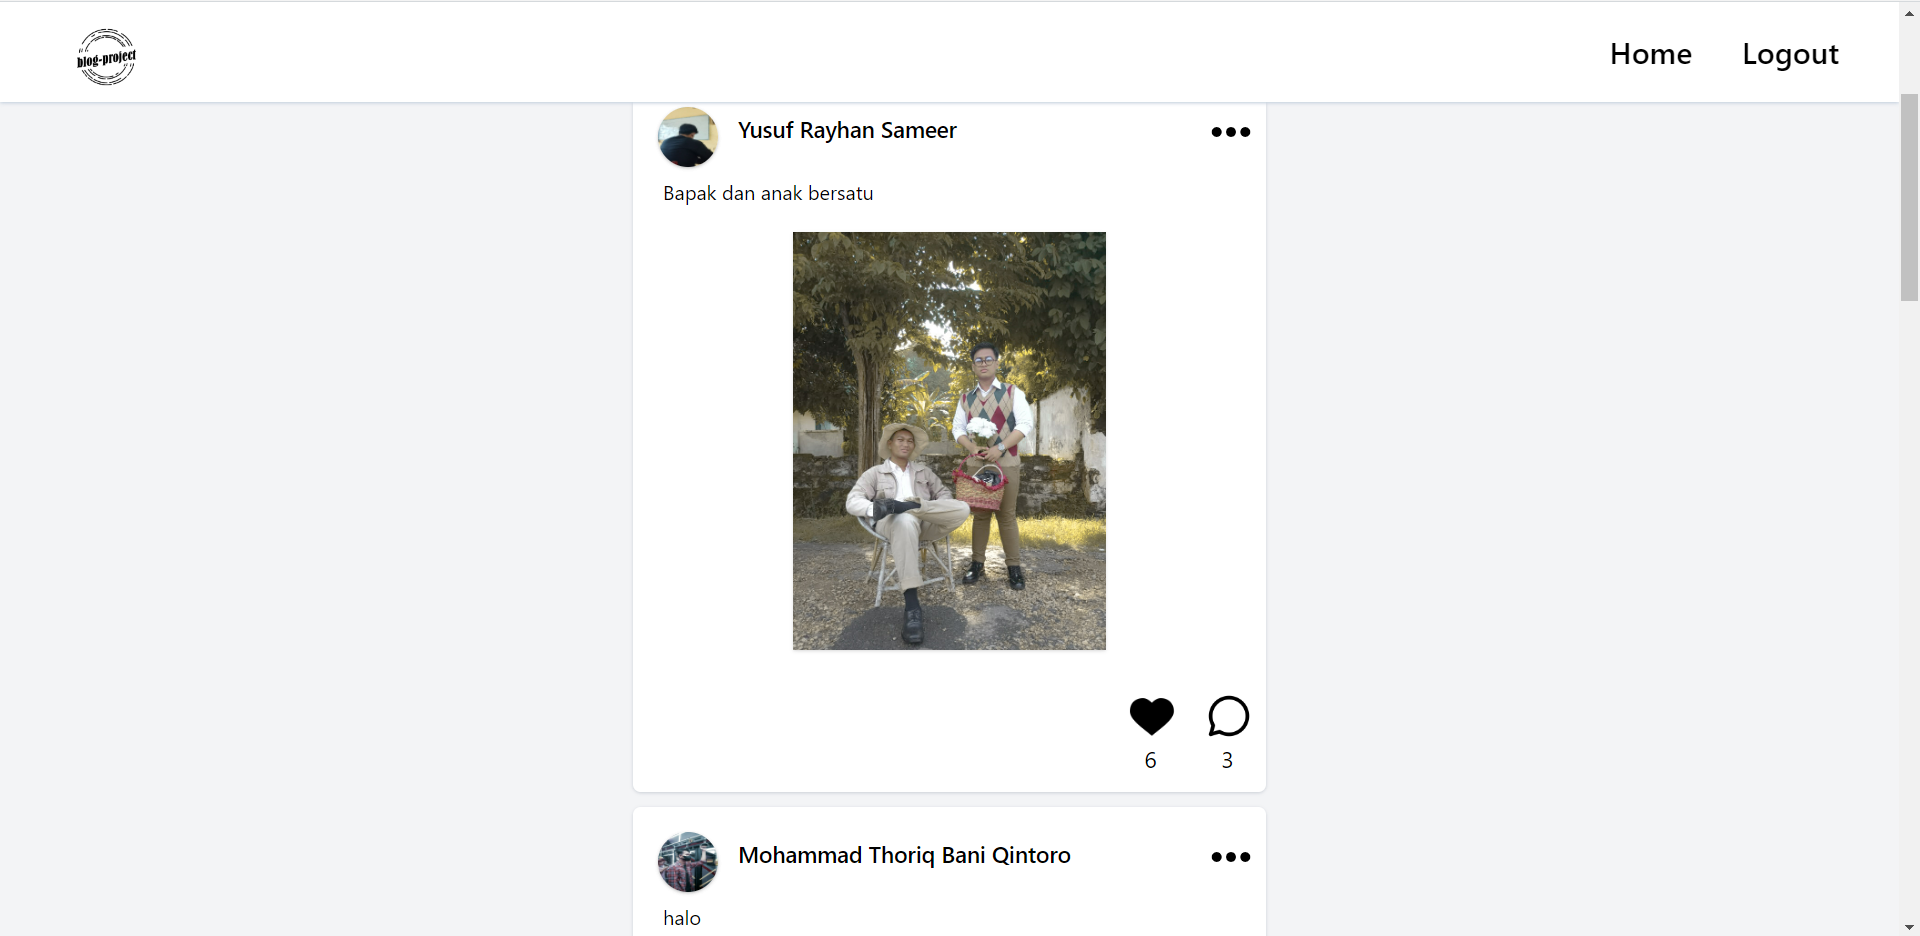 blog-project
Home
Logout
Yusuf Rayhan Sameer
Bapak dan anak bersatu
6
3
Mohammad Thoriq Bani Qintoro
halo